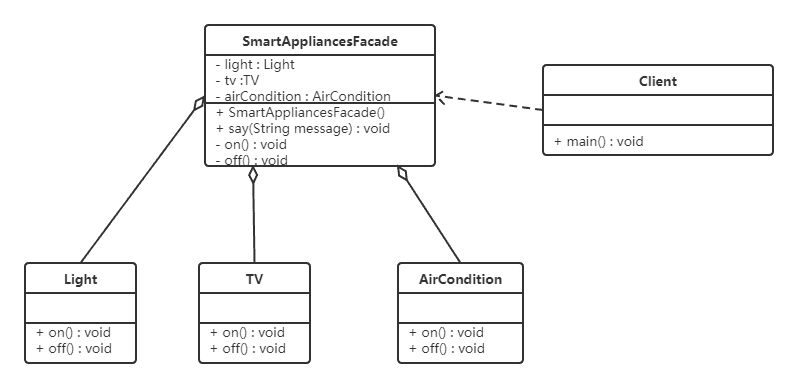 SmartAppliancesFacade
- light : Light
- tv :TV
- airCondition : AirCondition
+ SmartAppliancesFacade()
+ say(String message) : void
- on() : void
- off() : void
Client
+ main() : void
Light
+ on() : void
+ off() : void
TV
+ on() : void
+ off() : void
AirCondition
+ on() : void
+ off() : void